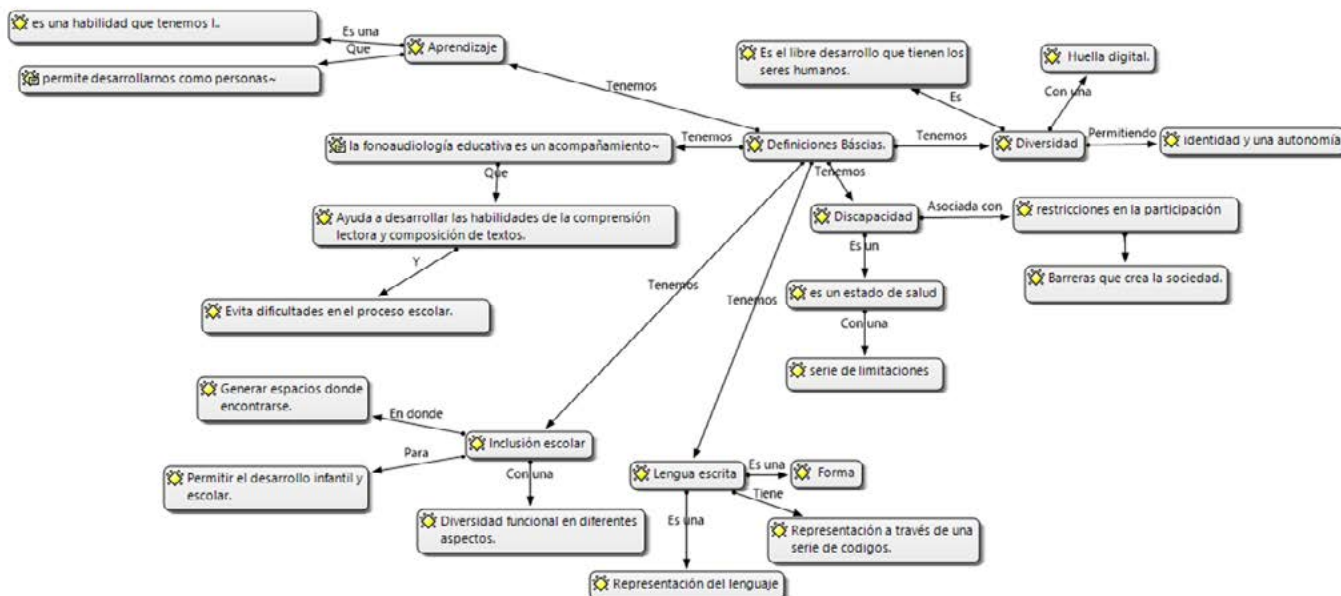 es una habilidad que tenemos l..
Es una
Que
Aprendizaje
permite desarrollarnos como personas~
Tenemos
Es el libre desarrollo que tienen los
seres humanos.
Huella digital.
Es
Con una
la fonoaudiología educativa es un acompañamiento~
Tenemos
Definiciones Báscias.
Tenemos
Diversidad
Permitiendo
identidad y una autonomía
Que
Tenemos
Ayuda a desarrollar las habilidades de la comprensión
lectora y composición de textos.
Discapacidad
Asociada con
restricciones en la participación
Es un
Y
Barreras que crea la sociedad.
Tenemos
Tenemos
es un estado de salud
Evita dificultades en el proceso escolar.
Con una
serie de limitaciones
Generar espacios donde
encontrarse.
En donde
Inclusión escolar
Para
Con una
Permitir el desarrollo infantil y
escolar.
Lengua escrita
Es una
Forma
Tiene
Es una
Diversidad funcional en diferentes
aspectos.
Representación a través de una
serie de codigos.
Representación del lenguaje